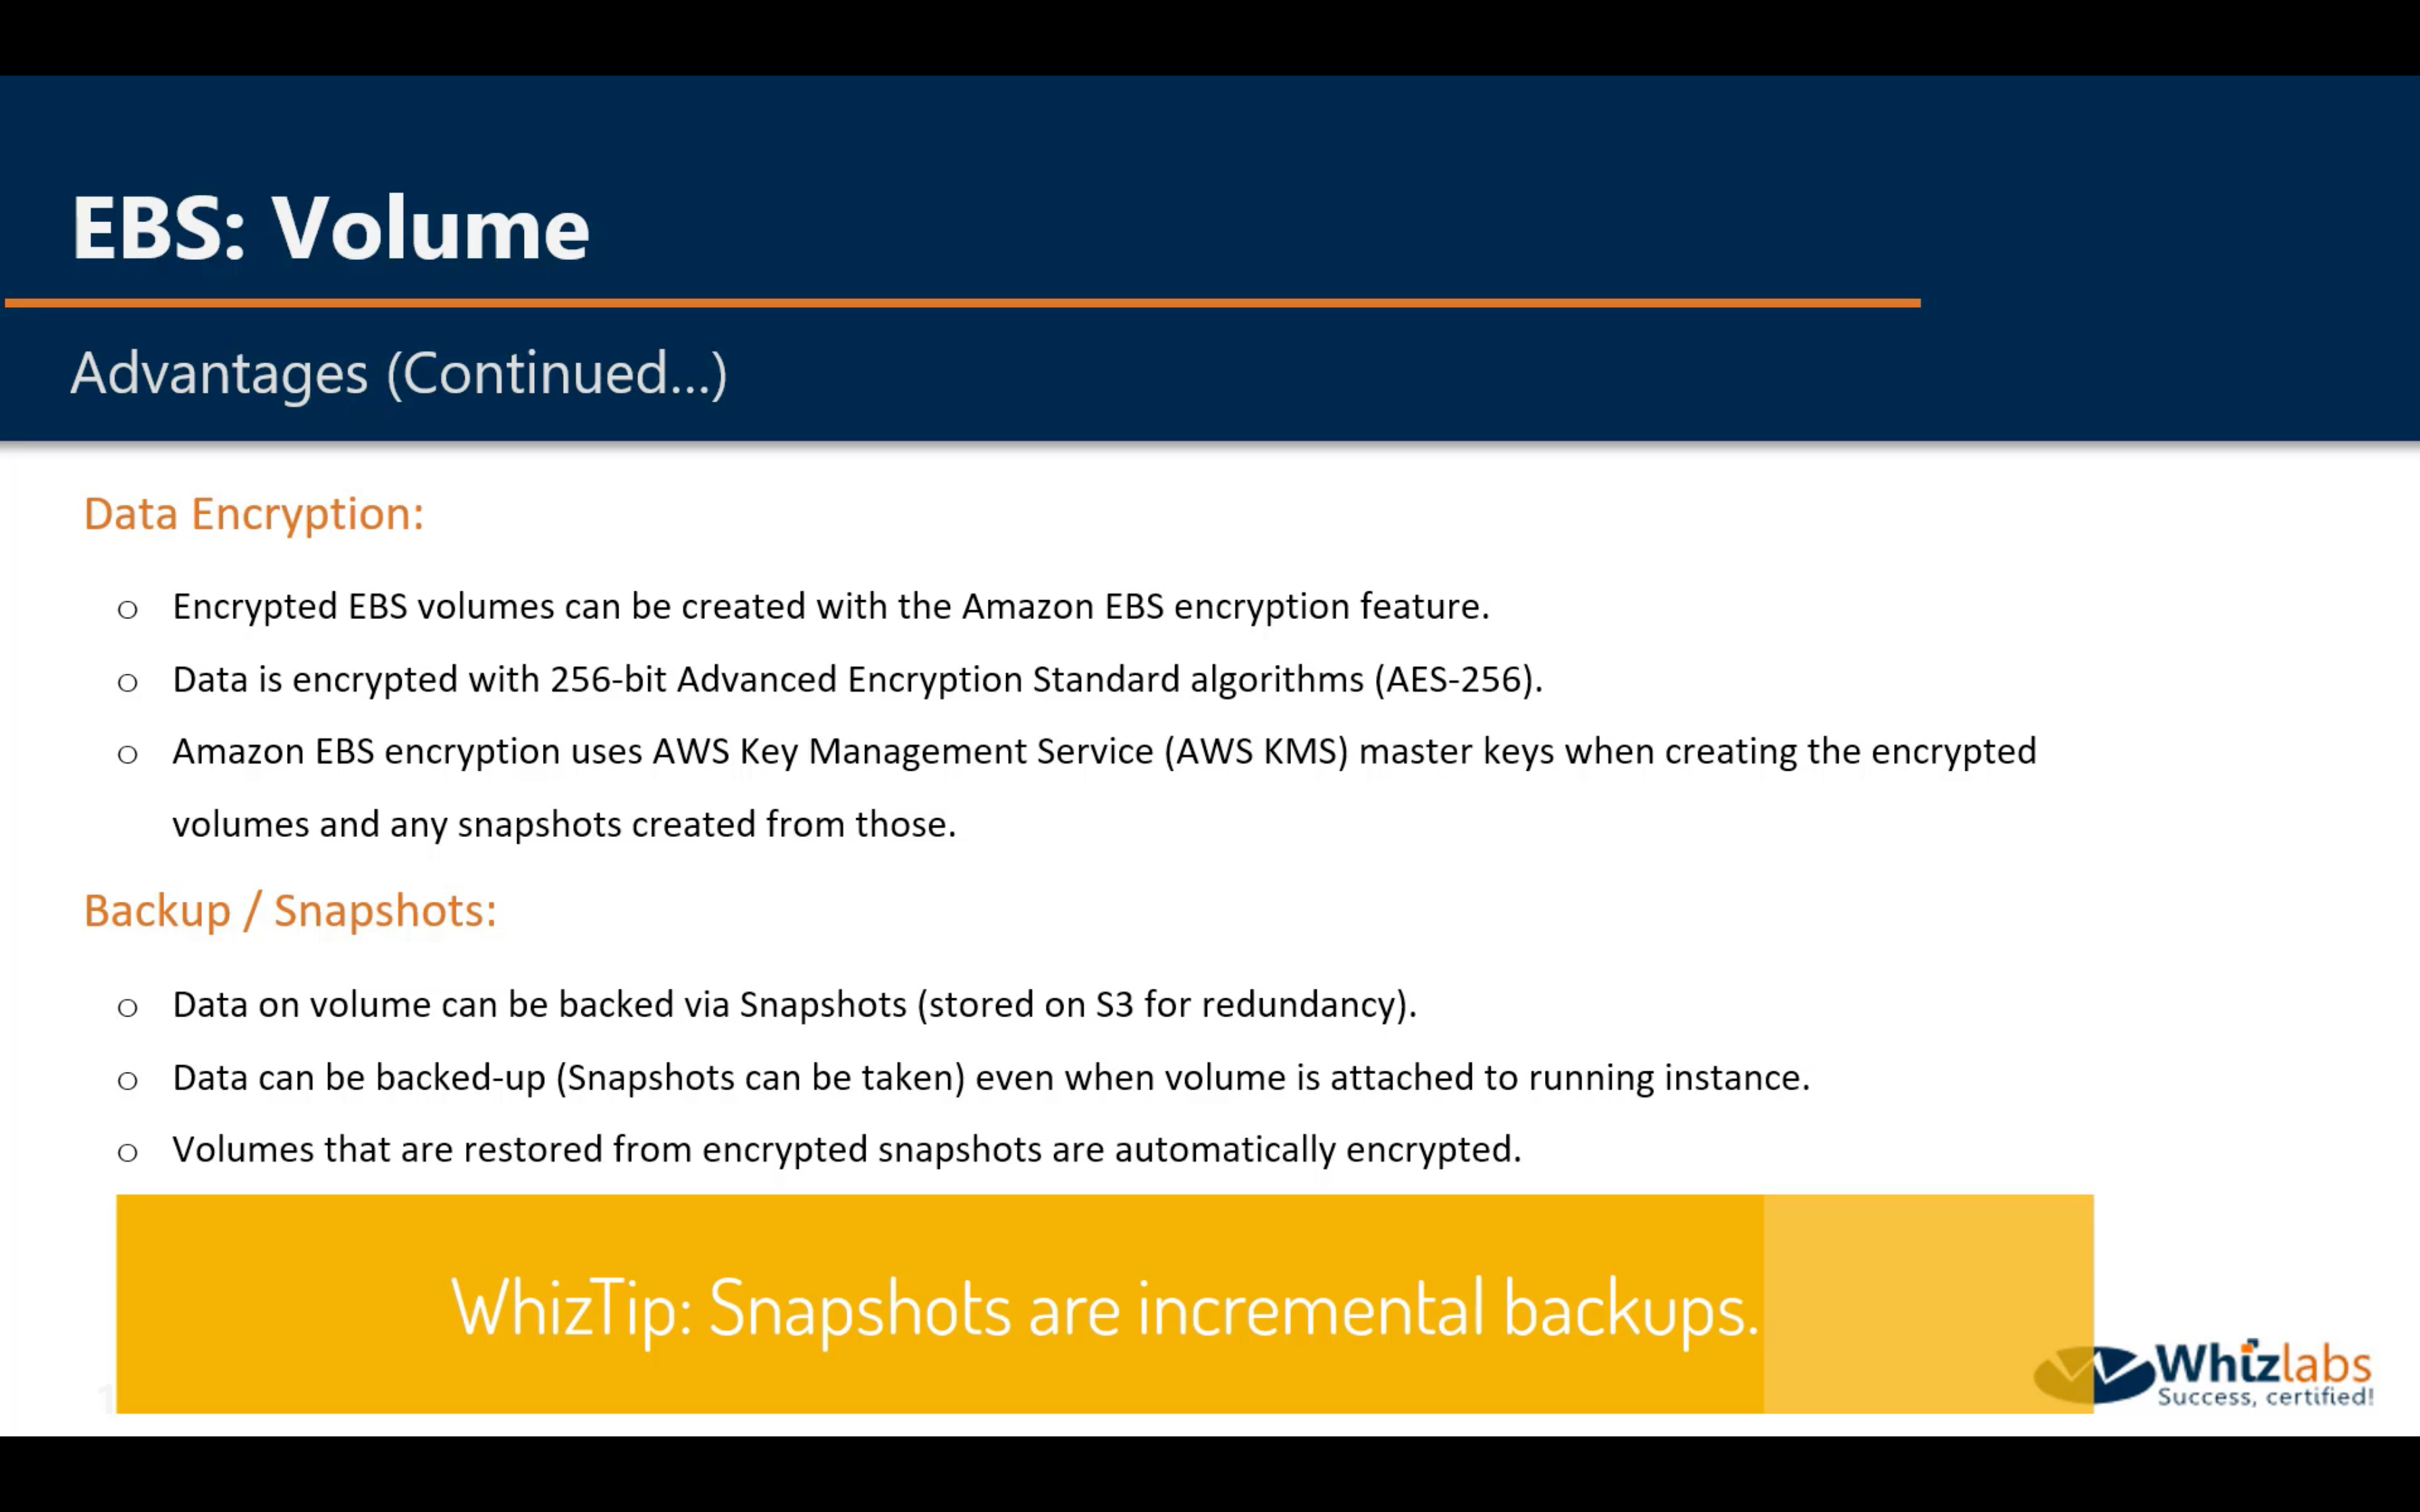 EBS: Volume
Advantages (Continued...)
Data Encryption:
o Encrypted EBS volumes can be created with the Amazon EBS encryption feature.
o Data is encrypted with 256-bit Advanced Encryption Standard algorithms (AES-256).
o Amazon EBS encryption uses AWS Key Management Service (AWS KMS) master keys when creating the encrypted
volumes and any snapshots created from those.
Backup / Snapshots:
o Data on volume can be backed via Snapshots (stored on S3 for redundancy).
o Data can be backed-up (Snapshots can be taken) even when volume is attached to running instance.
o Volumes that are restored from encrypted snapshots are automatically encrypted.
WhizTip: Snapshots are incremental backups.
Whizlabs
Success, certified!